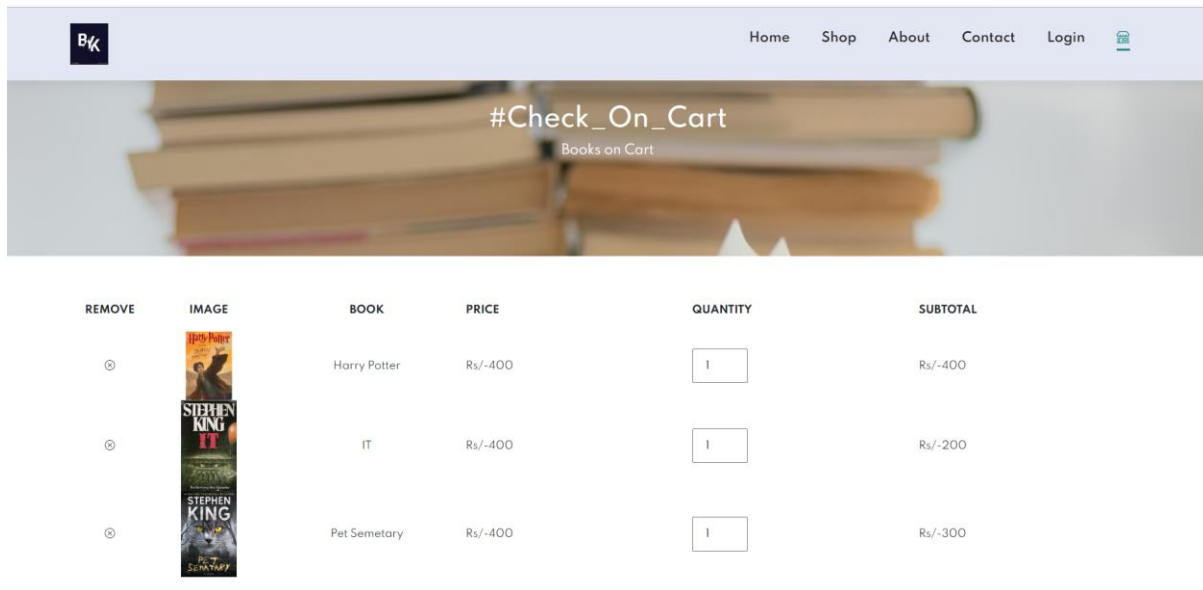 BK
Home Shop About Contact Login
#Check_On_Cart
Books on Cart
REMOVE IMAGE BOOK PRICE QUANTITY SUBTOTAL
Harry Potter
Harry Potter Rs/-400 1 Rs/-400
STEPHEN
KING
IT
IT Rs/-400 1 Rs/-200
STEPHEN
KING
PET
SEMATARY
Pet Semetary Rs/-400 1 Rs/-300